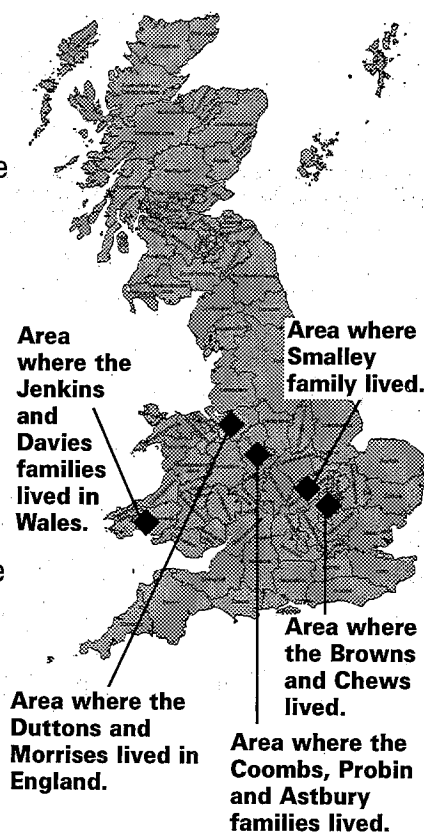 e
Area
where the
Jenkins
and
Davies
families
lived in
Wales.
Area where
Smalley
family lived.
e
Area where
the Browns
and Chews
lived.
Area where the
Duttons and
Morrises lived in
England.
Area where the
Coombs, Probin
and Astbury
families lived.